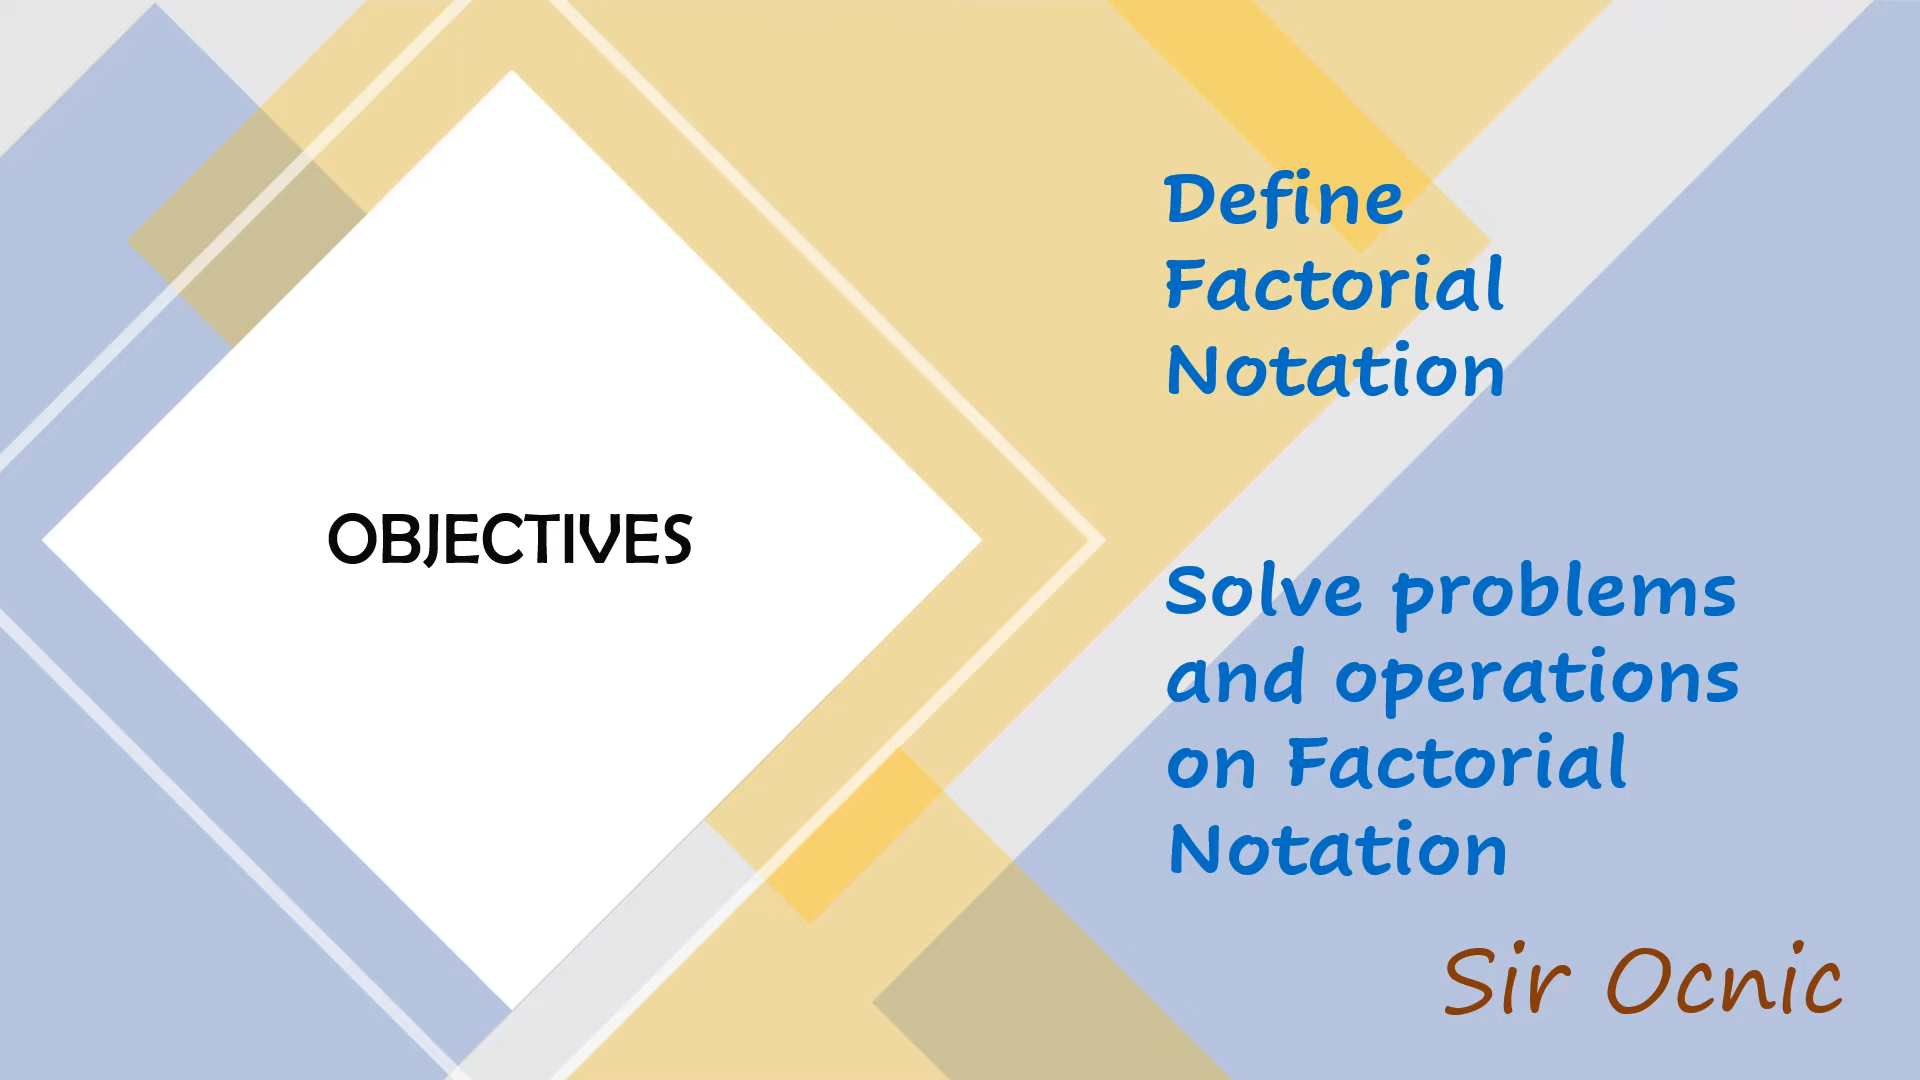 OBJECTIVES
Define
Factorial
Notation
Solve problems
and operations
on Factorial
Notation
Sir Ocnic